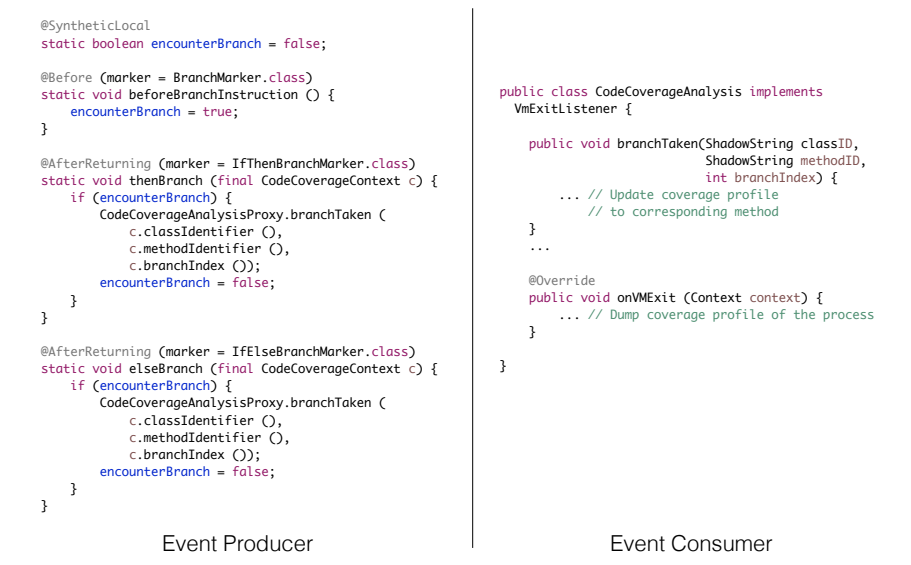 @SyntheticLocal
static boolean encounterBranch = false;
@Before (marker = BranchMarker.class)
static void beforeBranchInstruction () {
encounterBranch = true;
}
@AfterReturning (marker = IfThenBranchMarker.class)
static void thenBranch (final CodeCoverageContext c) {
if (encounterBranch) {
CodeCoverageAnalysisProxy.branchTaken (
c.classIdentifier (),
c.methodIdentifier (),
c.branchIndex ());
encounterBranch = false;
}
}
@AfterReturning (marker = IfElseBranchMarker.class)
static void elseBranch (final CodeCoverageContext c) {
if (encounterBranch) {
CodeCoverageAnalysisProxy.branchTaken (
c.classIdentifier (),
c.methodIdentifier (),
c.branchIndex ());
encounterBranch = false;
}
}
Event Producer
public class CodeCoverageAnalysis implements
VmExitListener {
public void branchTaken(ShadowString classID,
ShadowString methodID,
int branchIndex) {
... // Update coverage profile
// to corresponding method
}
...
@Override
public void onVMExit (Context context) {
... // Dump coverage profile of the process
}
}
Event Consumer